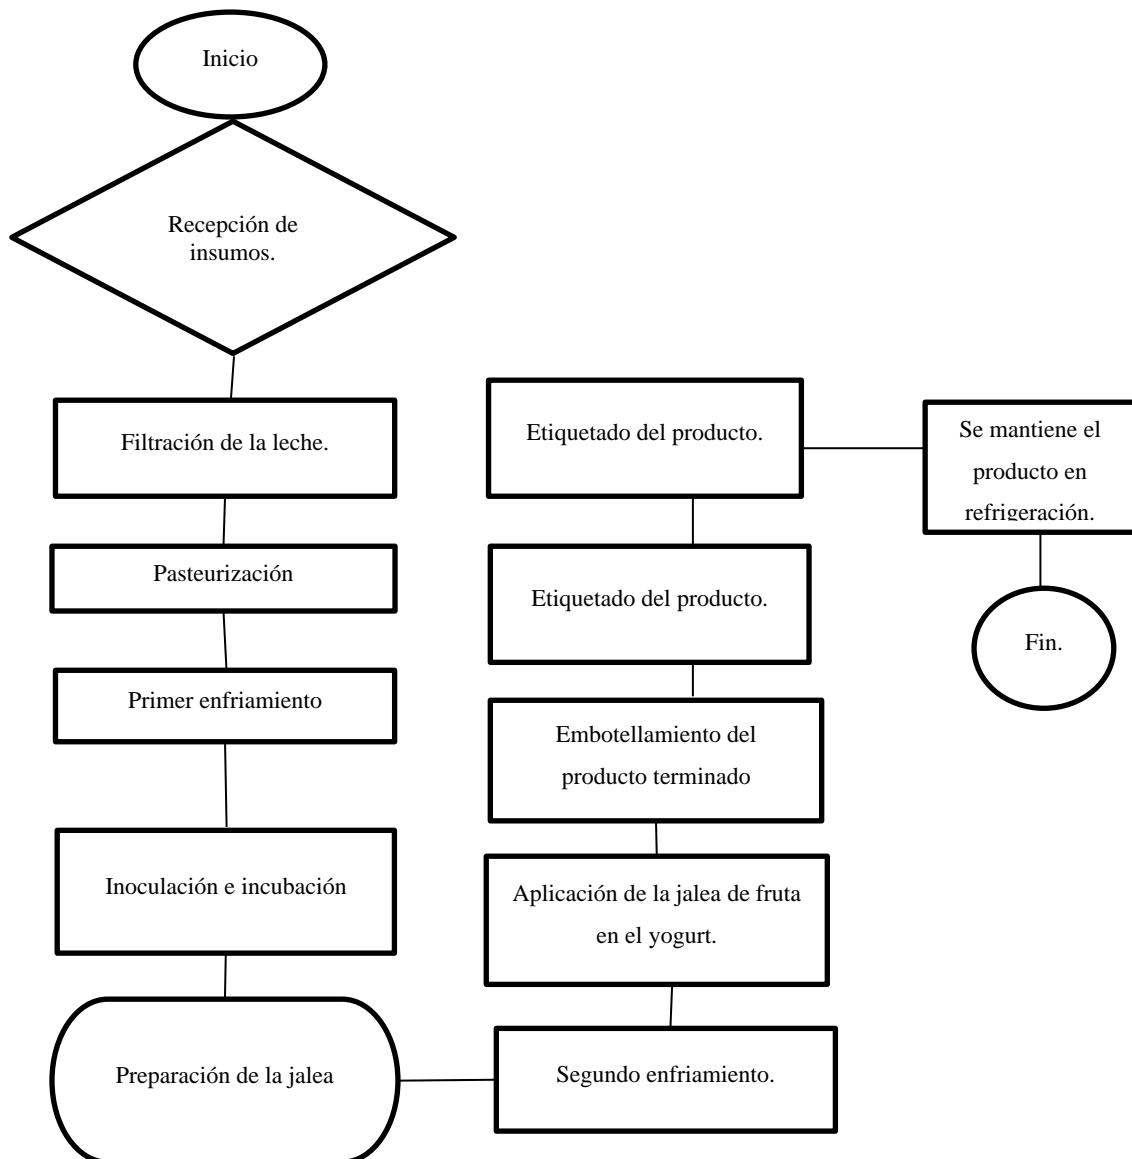 Inicio
Recepción de
insumos.
Filtración de la leche.
Pasteurización
Primer enfriamiento
Inoculación e incubación
Preparación de la jalea
Segundo enfriamiento.
Aplicación de la jalea de fruta
en el yogurt.
Embotellamiento del
producto terminado
Etiquetado del producto.
Etiquetado del producto.
Se mantiene el
producto en
refrigeración.
Fin.